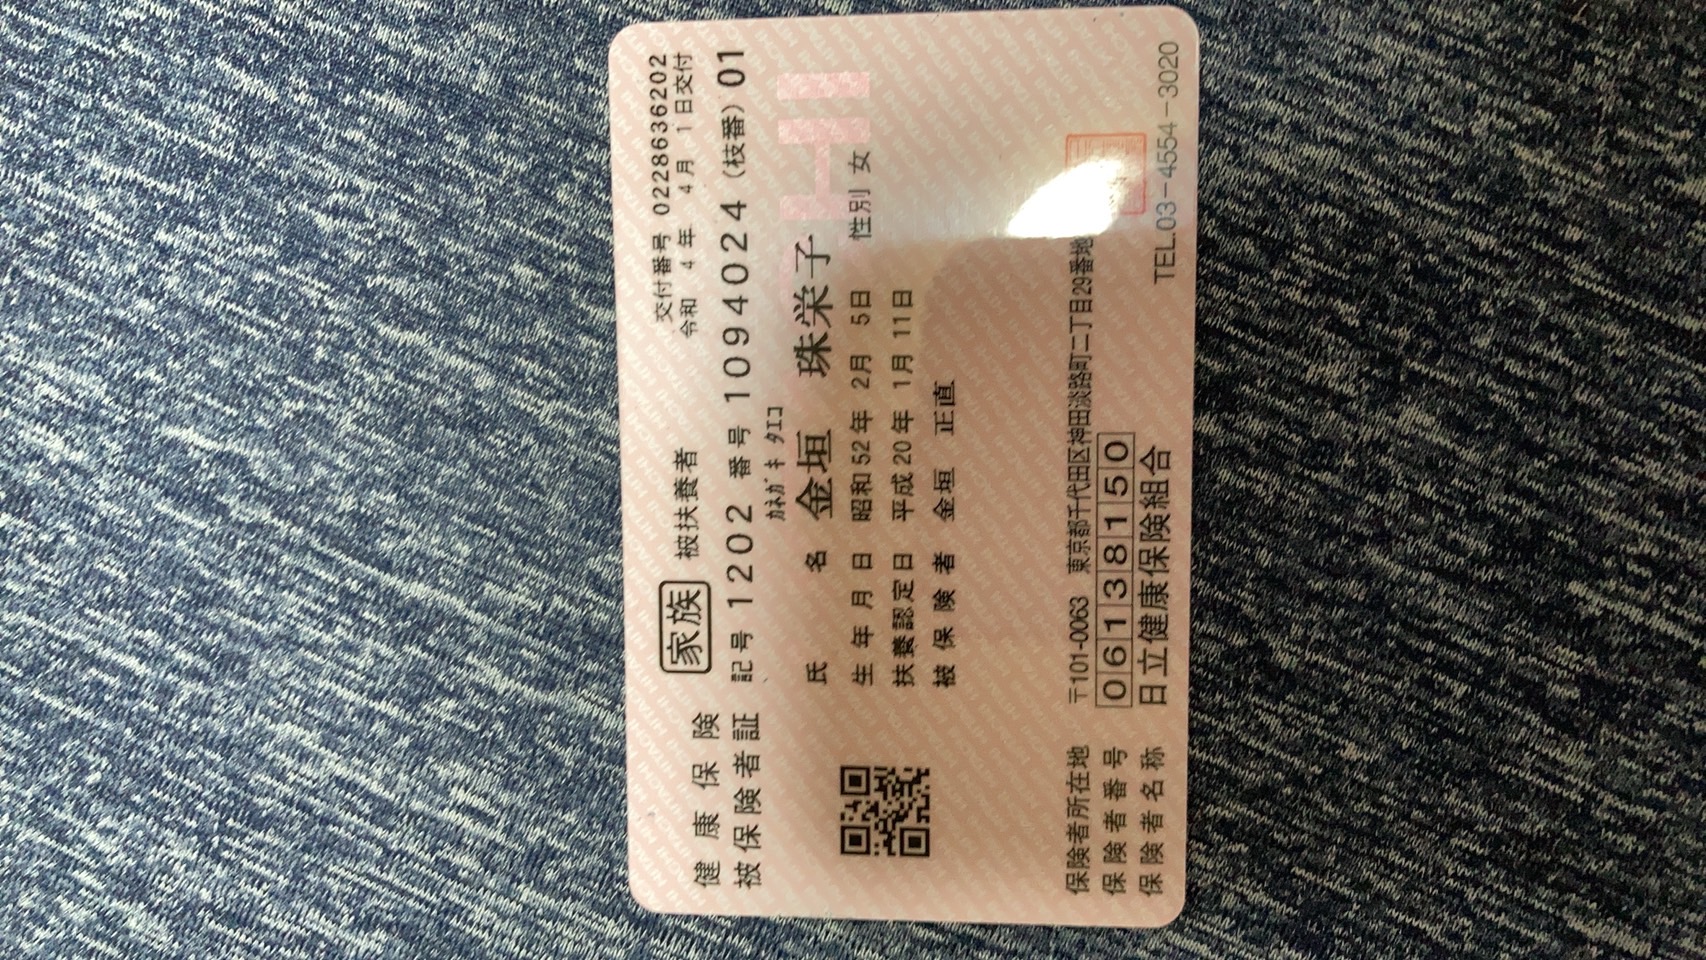 健康保険 家族 被扶養者 交付番号 0228636202
被保険者証 令和 4年 4月 1日交付
記号 1202 番号 1094024 (枝番) 01
ｶﾈｶﾞｷ ﾀｴｺ
氏名 金垣 珠栄子
生年月日 昭和52年 2月 5日 性別 女
扶養認定日 平成20年 1月11日
被保険者 金垣 正直
保険者所在地 〒101-0063 東京都千代田区神田淡路町二丁目29番地
保険者番号 06138150
保険者名称 日立健康保険組合 TEL.03-4554-3020